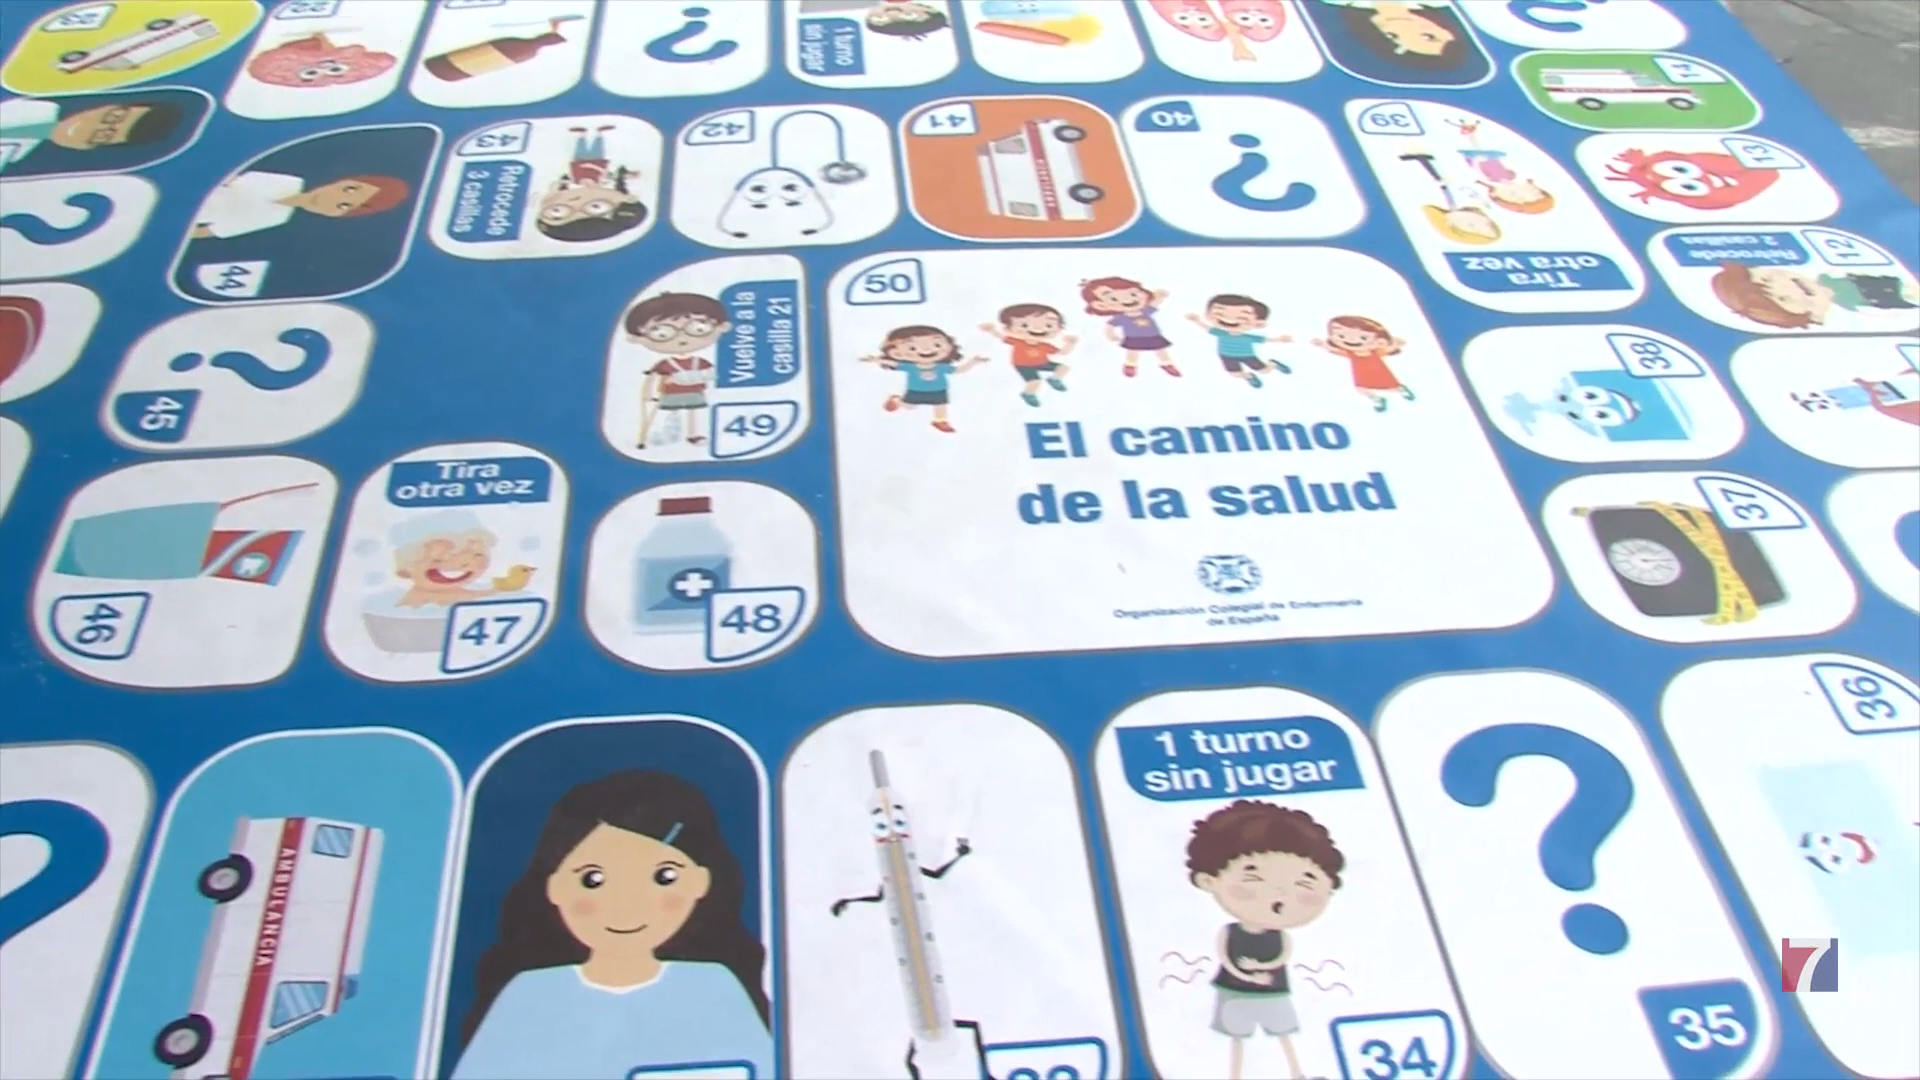 1 turno
sin jugar
14
13
12
Retrocede
2 casillas
39
Tira
otra vez
40
41
42
43
Retrocede
3 casillas
44
45
46
Tira
otra vez
47
48
Vuelve a la
casilla 21
49
50
El camino
de la salud
Organización Colegial de Enfermería
de España
38
37
36
35
1 turno
sin jugar
34
AMBULANCIA
7